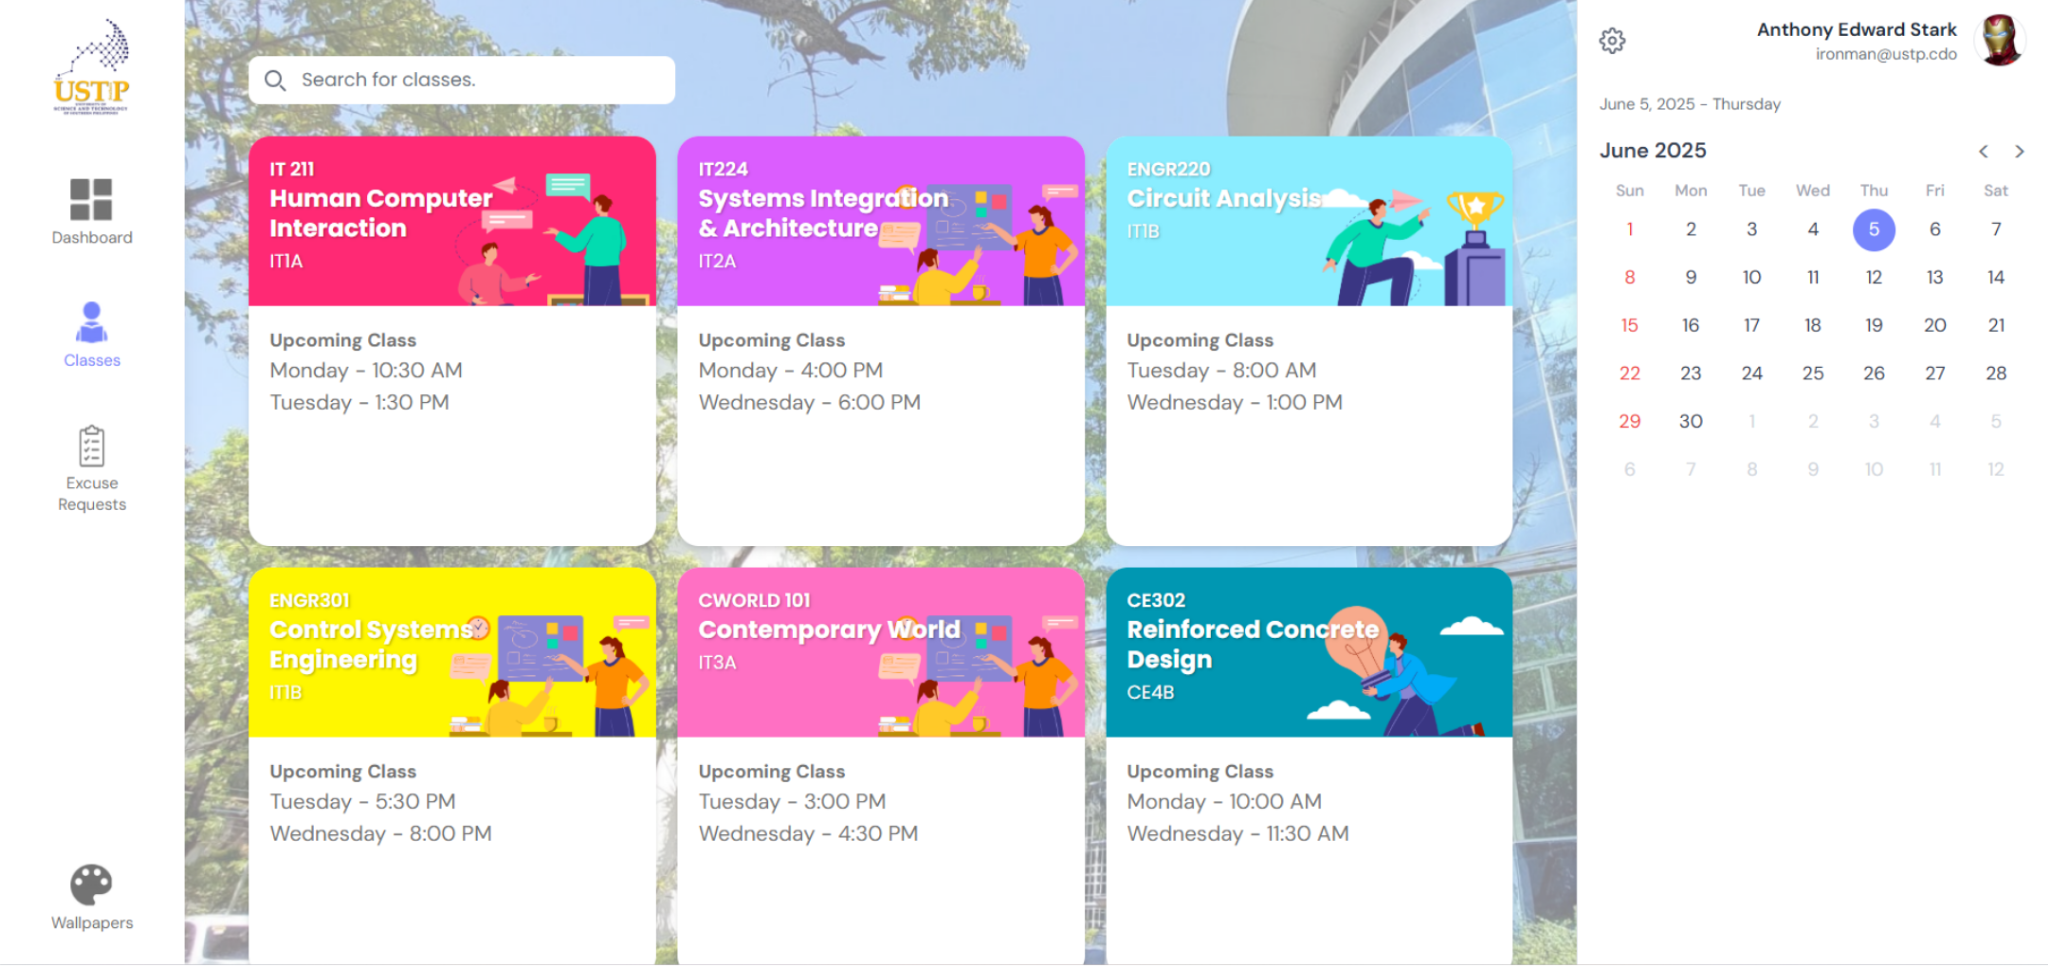 USTP
UNIVERSITY OF
SCIENCE AND TECHNOLOGY
OF SOUTHERN PHILIPPINES
Dashboard
Classes
Excuse
Requests
Wallpapers
Search for classes.
IT 211
Human Computer
Interaction
IT1A
Upcoming Class
Monday - 10:30 AM
Tuesday - 1:30 PM
IT224
Systems Integration
& Architecture
IT2A
Upcoming Class
Monday - 4:00 PM
Wednesday - 6:00 PM
ENGR220
Circuit Analysis
IT1B
Upcoming Class
Tuesday - 8:00 AM
Wednesday - 1:00 PM
ENGR301
Control Systems
Engineering
IT1B
Upcoming Class
Tuesday - 5:30 PM
Wednesday - 8:00 PM
CWORLD 101
Contemporary World
IT3A
Upcoming Class
Tuesday - 3:00 PM
Wednesday - 4:30 PM
CE302
Reinforced Concrete
Design
CE4B
Upcoming Class
Monday - 10:00 AM
Wednesday - 11:30 AM
Anthony Edward Stark
ironman@ustp.cdo
June 5, 2025 - Thursday
June 2025
Sun Mon Tue Wed Thu Fri Sat
1 2 3 4 5 6 7
8 9 10 11 12 13 14
15 16 17 18 19 20 21
22 23 24 25 26 27 28
29 30 1 2 3 4 5
6 7 8 9 10 11 12